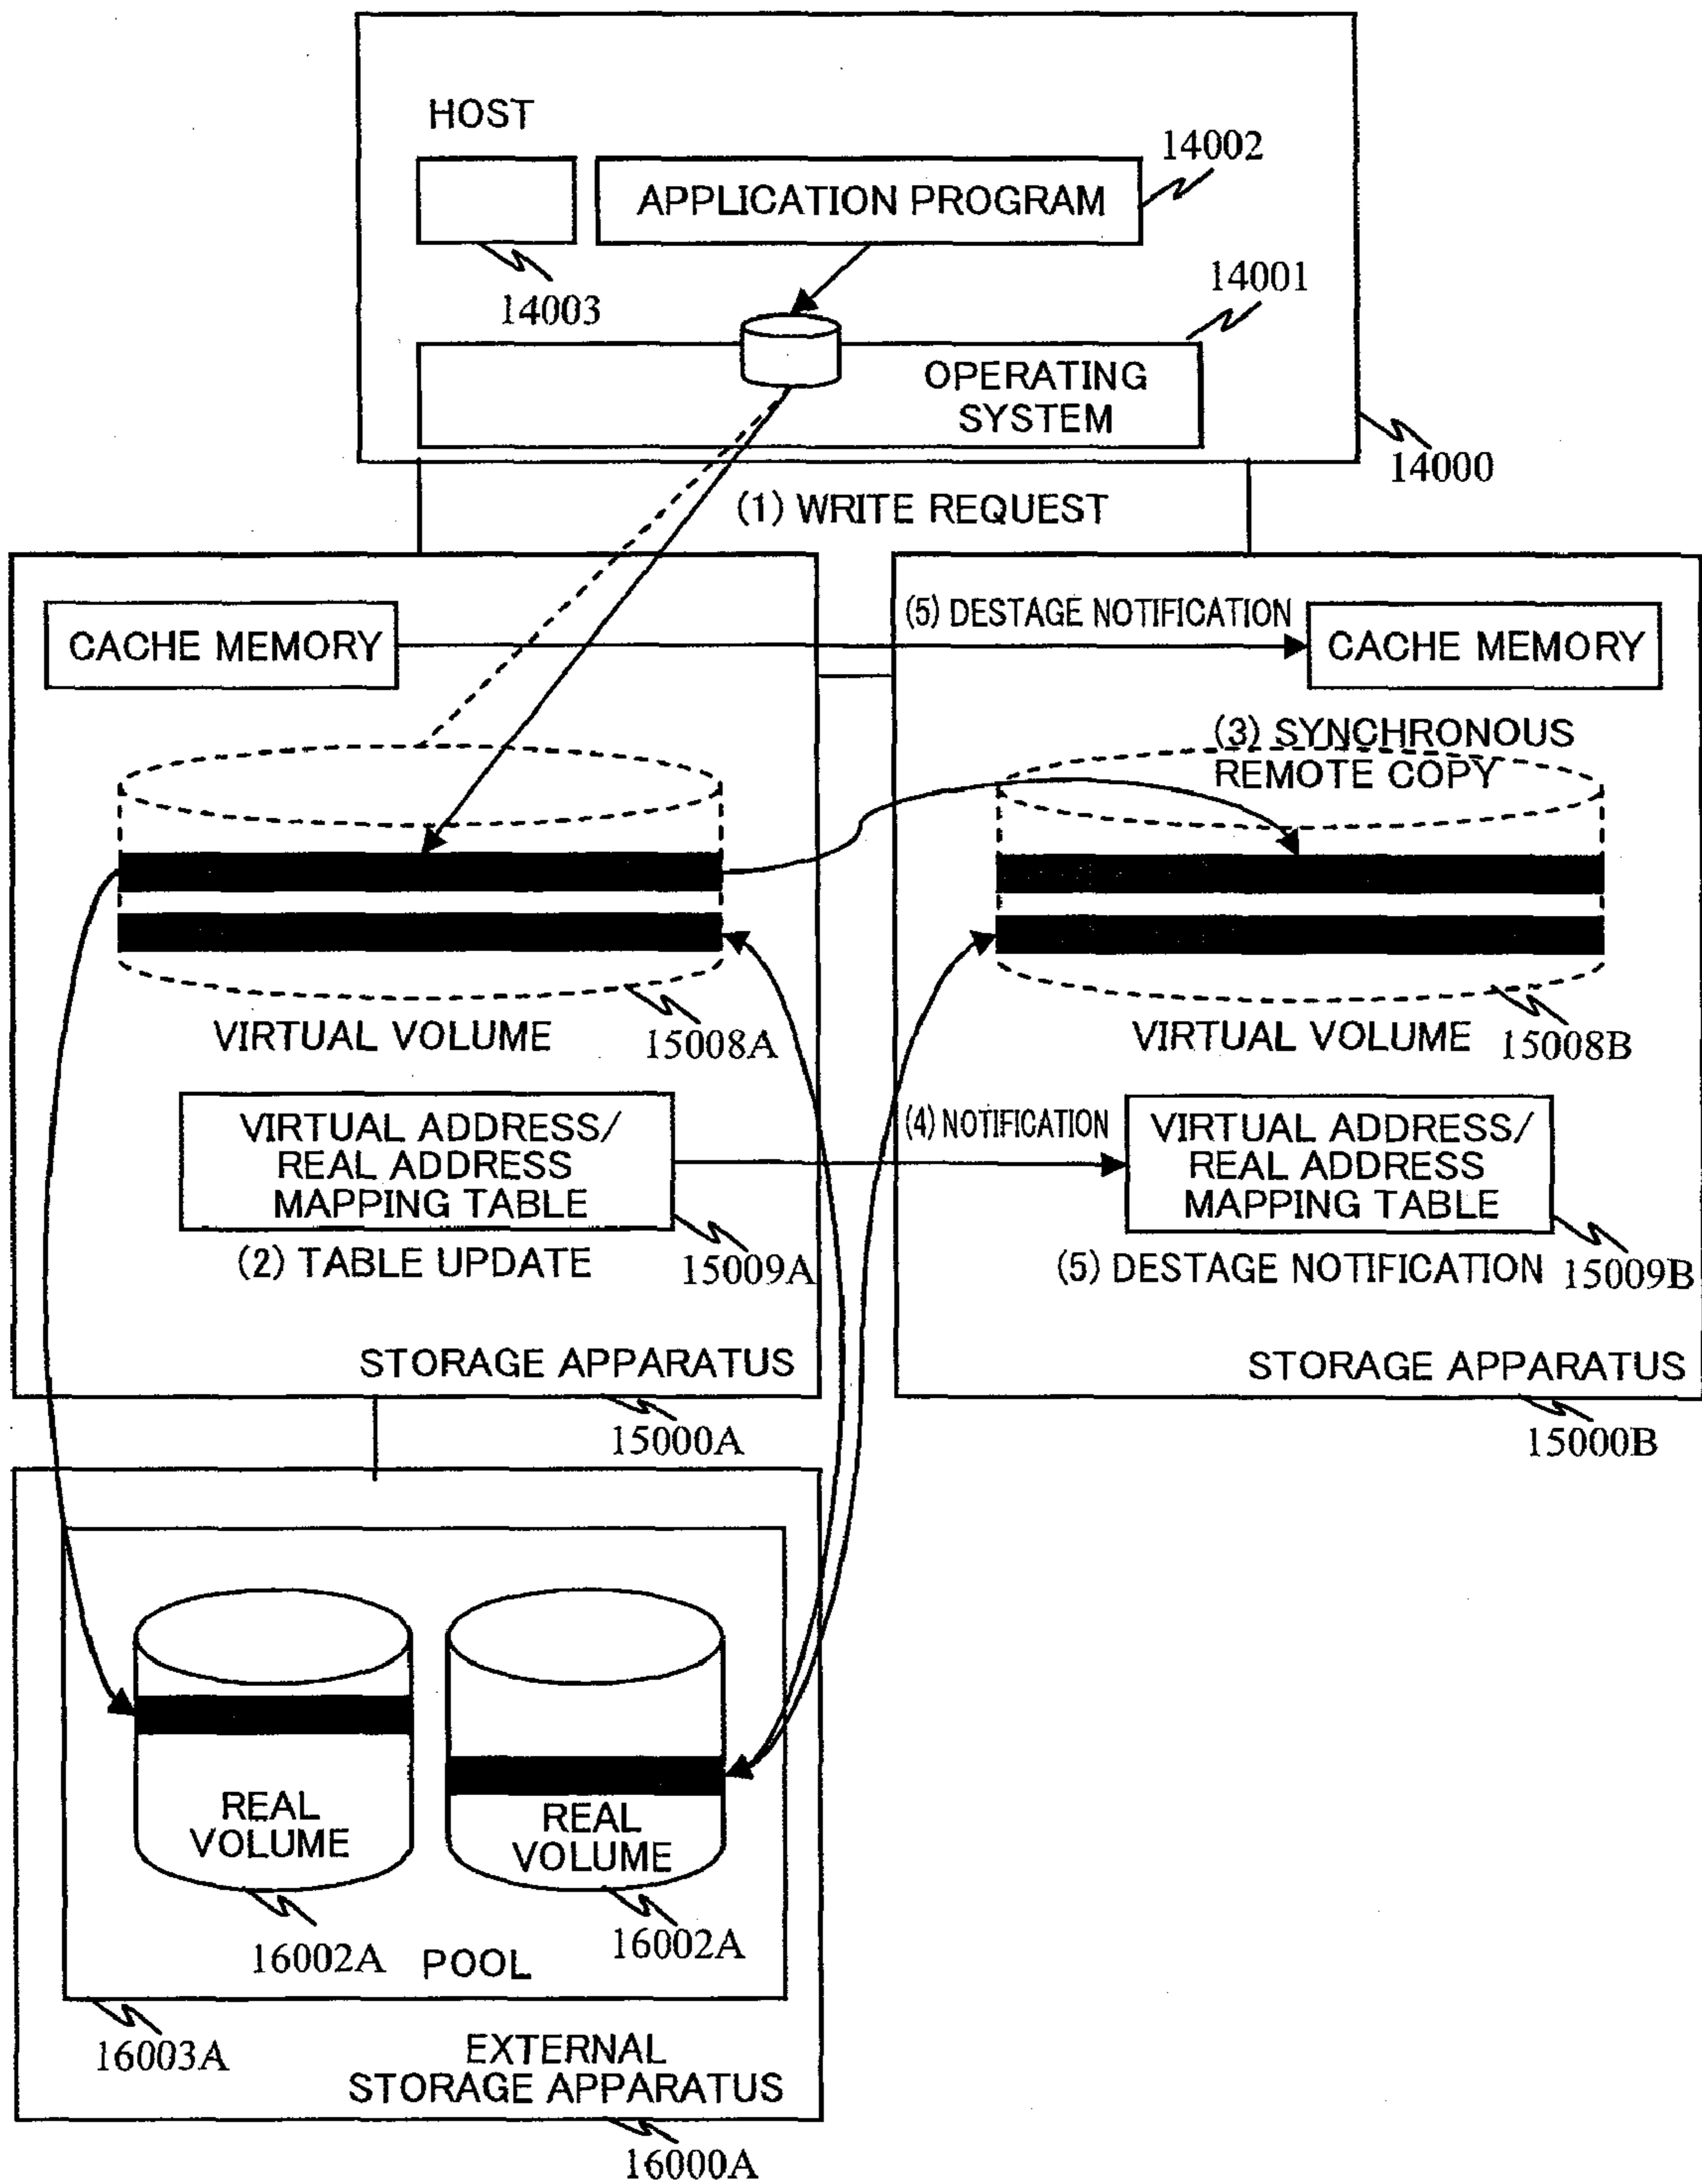 HOST
14002
APPLICATION PROGRAM
14003
14001
OPERATING
SYSTEM
14000
(1) WRITE REQUEST
CACHE MEMORY
(5) DESTAGE NOTIFICATION
CACHE MEMORY
(3) SYNCHRONOUS
REMOTE COPY
VIRTUAL VOLUME
15008A
VIRTUAL VOLUME
15008B
VIRTUAL ADDRESS/
REAL ADDRESS
MAPPING TABLE
(4) NOTIFICATION
VIRTUAL ADDRESS/
REAL ADDRESS
MAPPING TABLE
(2) TABLE UPDATE
15009A
(5) DESTAGE NOTIFICATION
15009B
STORAGE APPARATUS
STORAGE APPARATUS
15000A
15000B
REAL
VOLUME
REAL
VOLUME
16002A
16002A
POOL
16003A
EXTERNAL
STORAGE APPARATUS
16000A